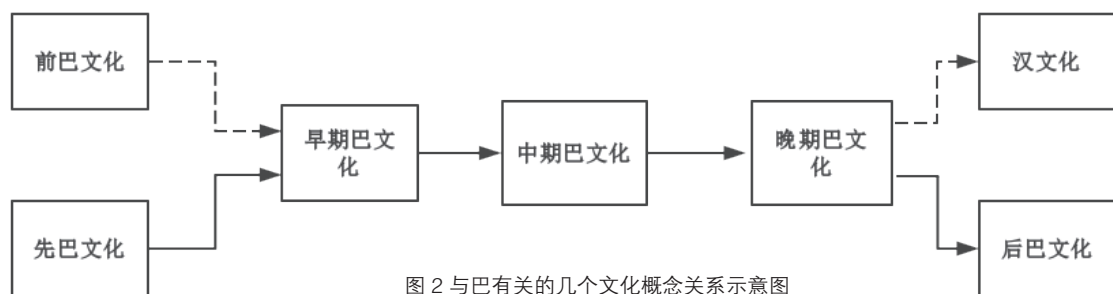 前巴文化
汉文化
早期巴文
化
中期巴文化
晚期巴文
化
先巴文化
后巴文化
图 2 与巴有关的几个文化概念关系示意图